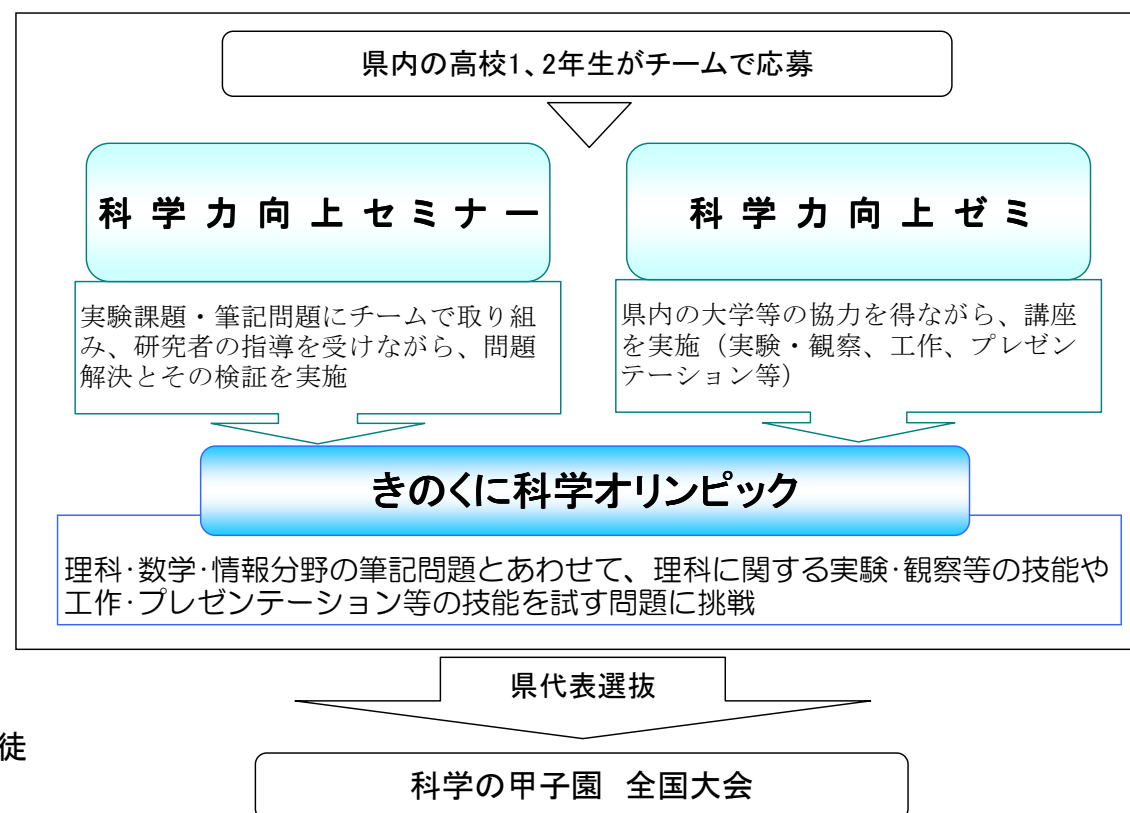 県内の高校1、2年生がチームで応募
科学力向上セミナー
科学力向上ゼミ
実験課題・筆記問題にチームで取り組
み、研究者の指導を受けながら、問題
解決とその検証を実施
県内の大学等の協力を得ながら、講座
を実施（実験・観察、工作、プレゼン
テーション等）
きのくに科学オリンピック
理科･数学･情報分野の筆記問題とあわせて、理科に関する実験･観察等の技能や
工作･プレゼンテーション等の技能を試す問題に挑戦
県代表選抜
徒
科学の甲子園　全国大会